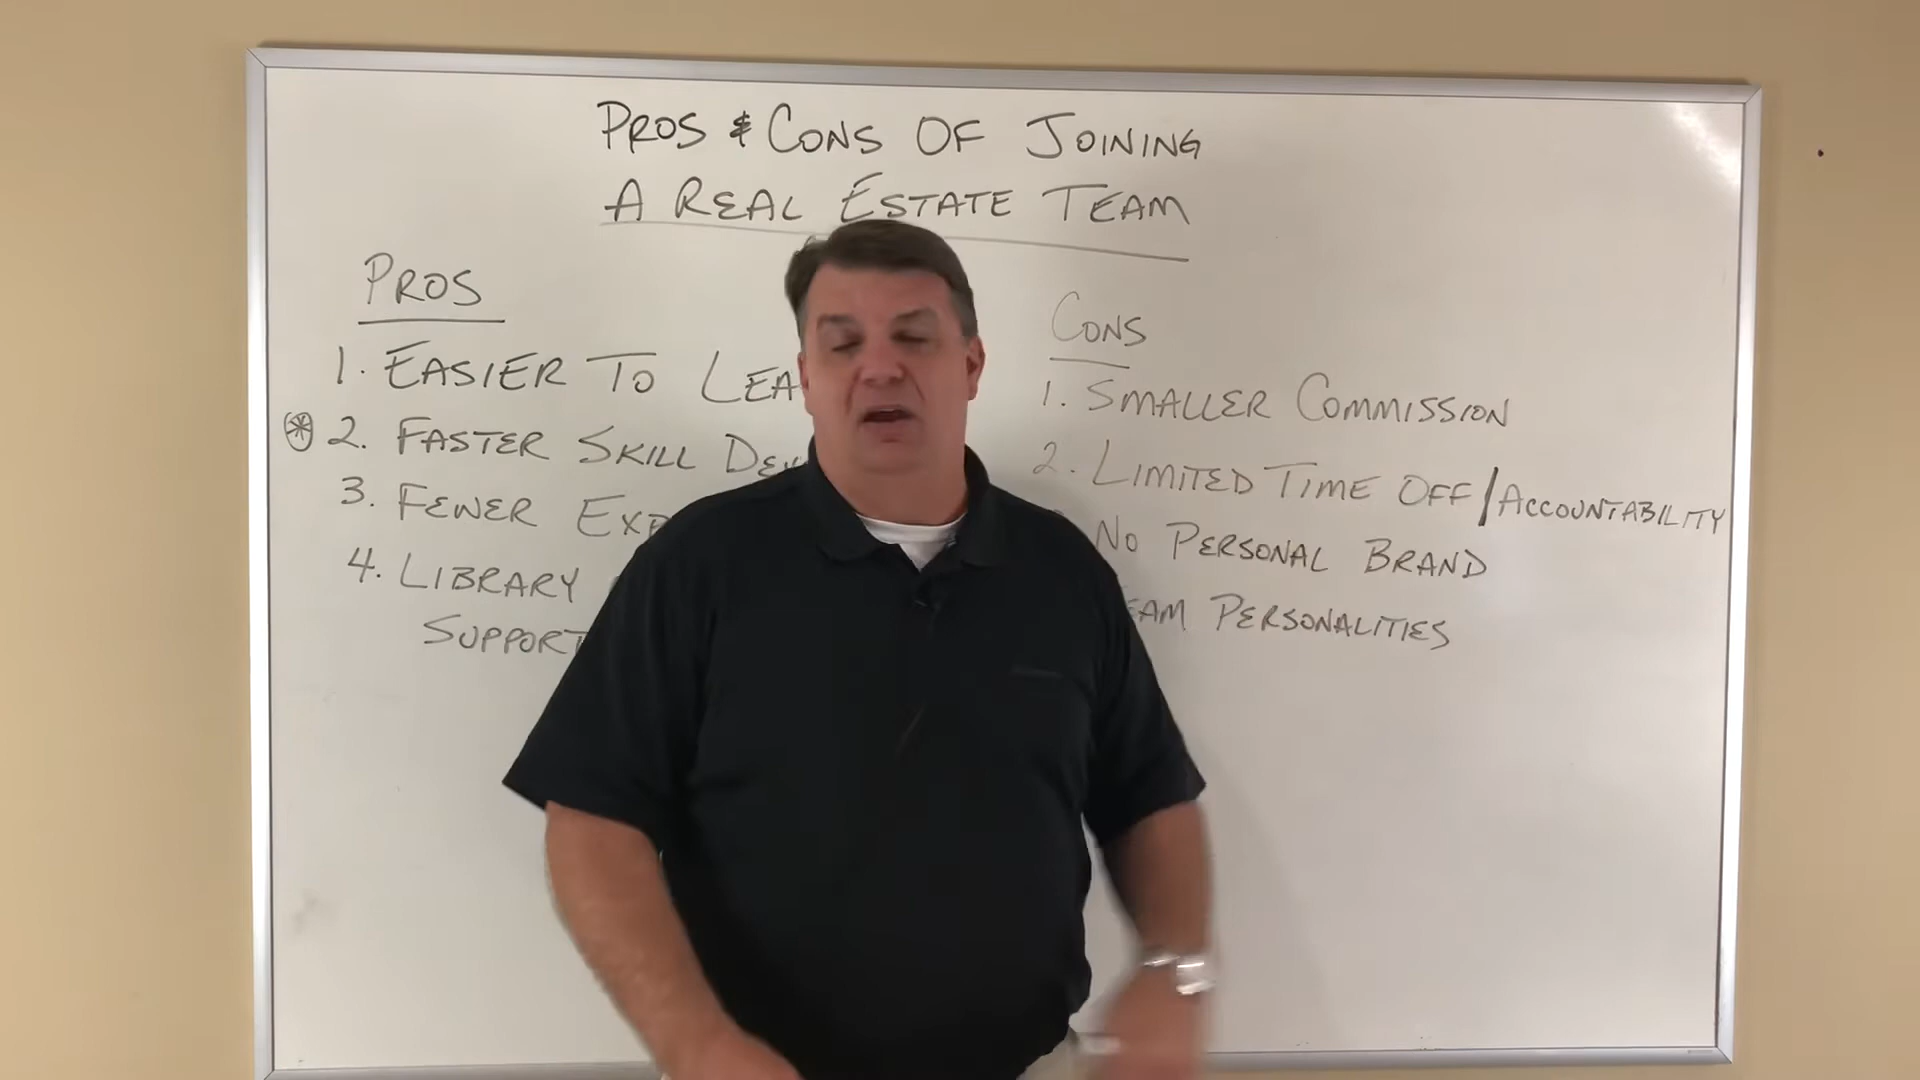 PROS & CONS OF JOINING
A REAL ESTATE TEAM
PROS
1. EASIER TO
2. FASTER SKILL
3. FEWER
4. LIBRARY
SUPPORT
CONS
1. SMALLER COMMISSION
2. LIMITED TIME OFF/ACCOUNTABILITY
NO PERSONAL BRAND
PERSONALITIES